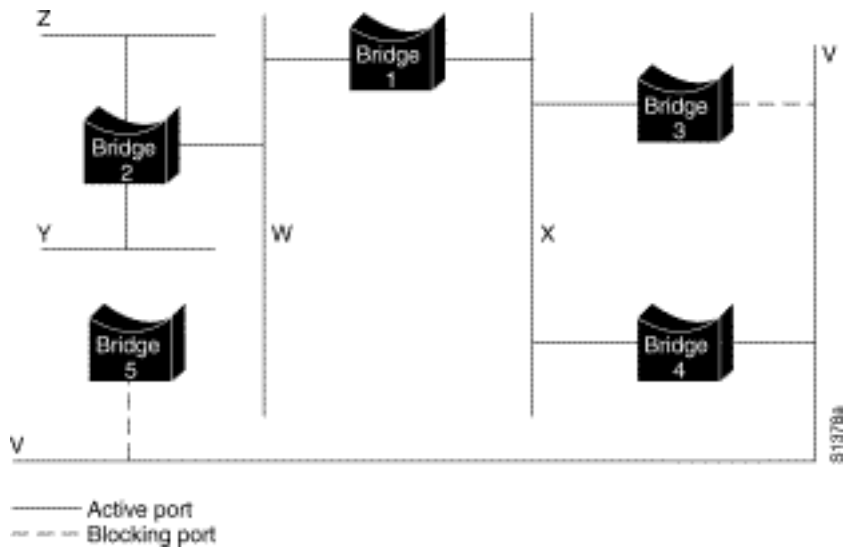 Z
Bridge
1
V
Bridge
2
Bridge
3
Y
W
X
Bridge
5
Bridge
4
V
S1378a
Active port
Blocking port